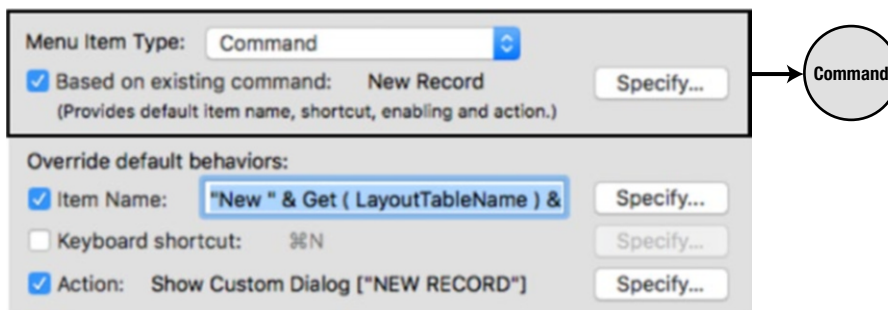 Menu Item Type: Command
Based on existing command: New Record Specify...
(Provides default item name, shortcut, enabling and action.)
Command
Override default behaviors:
Item Name: "New " & Get ( LayoutTableName ) & Specify...
Keyboard shortcut: ⌘N Specify...
Action: Show Custom Dialog ["NEW RECORD"] Specify...